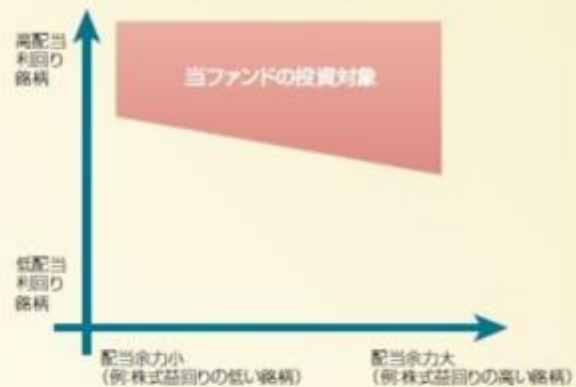 高配当
利回り
銘柄
当ファンドの投資対象
低配当
利回り
銘柄
配当余力小
(例:株式益回りの低い銘柄)
配当余力大
(例:株式益回りの高い銘柄)